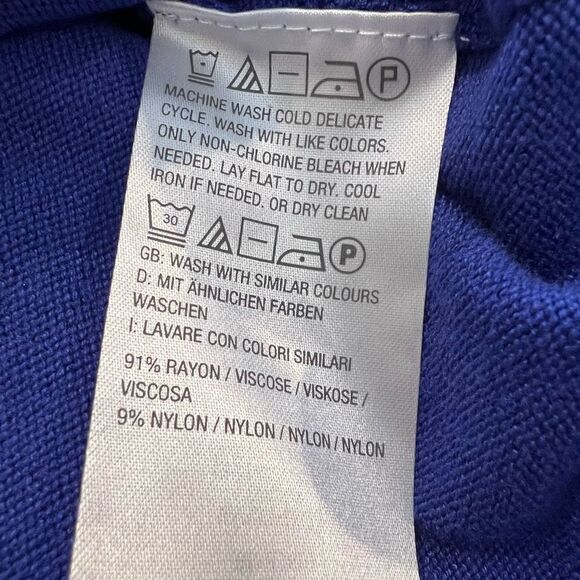 P
MACHINE WASH COLD DELICATE
CYCLE. WASH WITH LIKE COLORS.
ONLY NON-CHLORINE BLEACH WHEN
NEEDED. LAY FLAT TO DRY. COOL
IRON IF NEEDED. OR DRY CLEAN
30 P
GB: WASH WITH SIMILAR COLOURS
D: MIT ÄHNLICHEN FARBEN
WASCHEN
I: LAVARE CON COLORI SIMILARI
91% RAYON / VISCOSE / VISKOSE /
VISCOSA
9% NYLON / NYLON / NYLON / NYLON